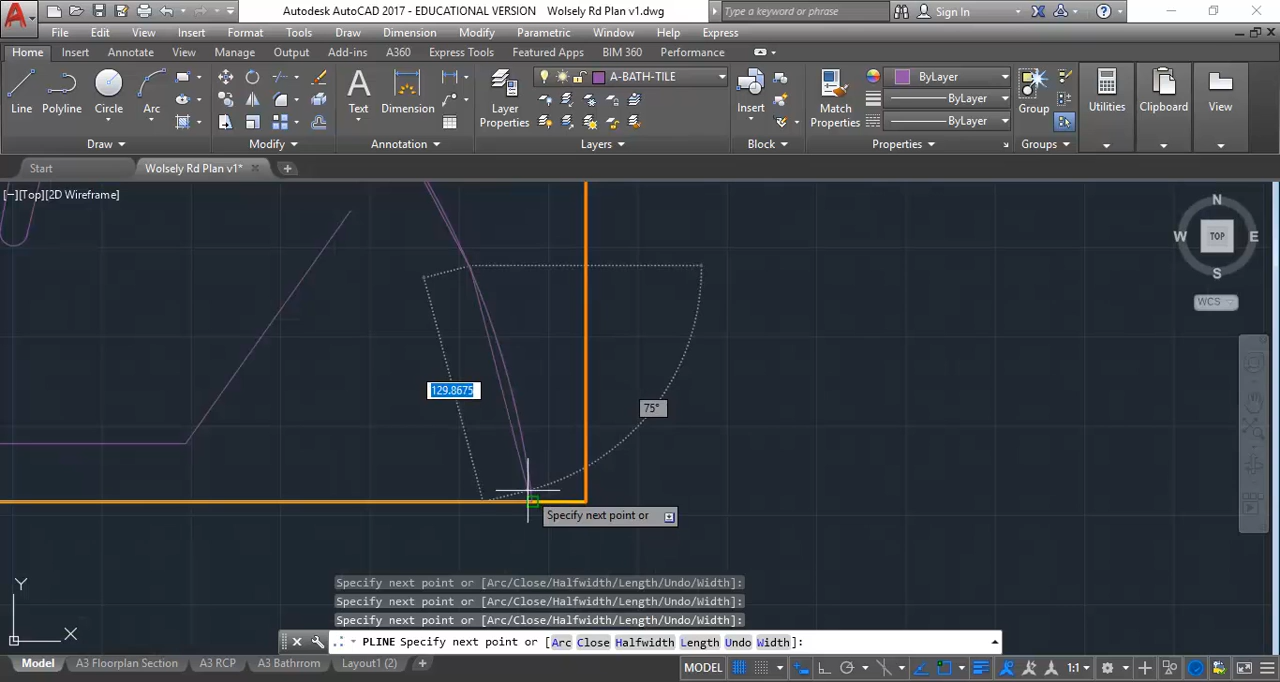 Autodesk AutoCAD 2017 - EDUCATIONAL VERSION Wolsely Rd Plan v1.dwg
Type a keyword or phrase
Sign In
File Edit View Insert Format Tools Draw Dimension Modify Parametric Window Help Express
Home Insert Annotate View Manage Output Add-ins A360 Express Tools Featured Apps BIM 360 Performance
A-BATH-TILE
ByLayer
ByLayer
ByLayer
Line Polyline Circle Arc Text Dimension Layer Properties Insert Match Properties Group Utilities Clipboard View
Draw Modify Annotation Layers Block Properties Groups
Start Wolsely Rd Plan v1*
[−][Top][2D Wireframe]
N
W TOP E
S
WCS
129.8675
75°
Specify next point or
Y
X
Specify next point or [Arc/Close/Halfwidth/Length/Undo/Width]:
Specify next point or [Arc/Close/Halfwidth/Length/Undo/Width]:
Specify next point or [Arc/Close/Halfwidth/Length/Undo/Width]:
PLINE Specify next point or [Arc Close Halfwidth Length Undo Width]:
Model A3 Floorplan Section A3 RCP A3 Bathrrom Layout1 (2)
MODEL 1:1